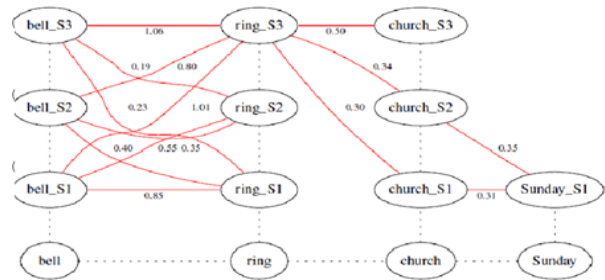 bell_S3 ring_S3 church_S3
1.06 0.50
0.19 0.80 0.34
bell_S2 ring_S2 church_S2
0.23 1.01 0.30
0.40 0.55 0.35 0.35
bell_S1 ring_S1 church_S1 Sunday_S1
0.85 0.31
bell ring church Sunday